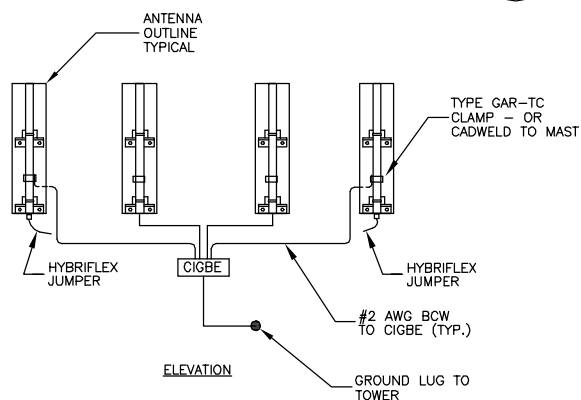 ANTENNA
OUTLINE
TYPICAL
TYPE GAR-TC
CLAMP - OR
CADWELD TO MAST
HYBRIFLEX
JUMPER
CIGBE
HYBRIFLEX
JUMPER
#2 AWG BCW
TO CIGBE (TYP.)
ELEVATION
GROUND LUG TO
TOWER